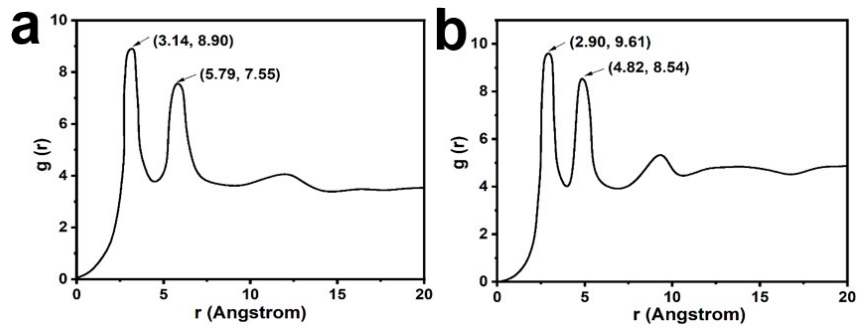 a
(3.14, 8.90)
(5.79, 7.55)
10
8
6
4
2
0
g (r)
0 5 10 15 20
r (Angstrom)
b
(2.90, 9.61)
(4.82, 8.54)
10
8
6
4
2
0
g (r)
0 5 10 15 20
r (Angstrom)